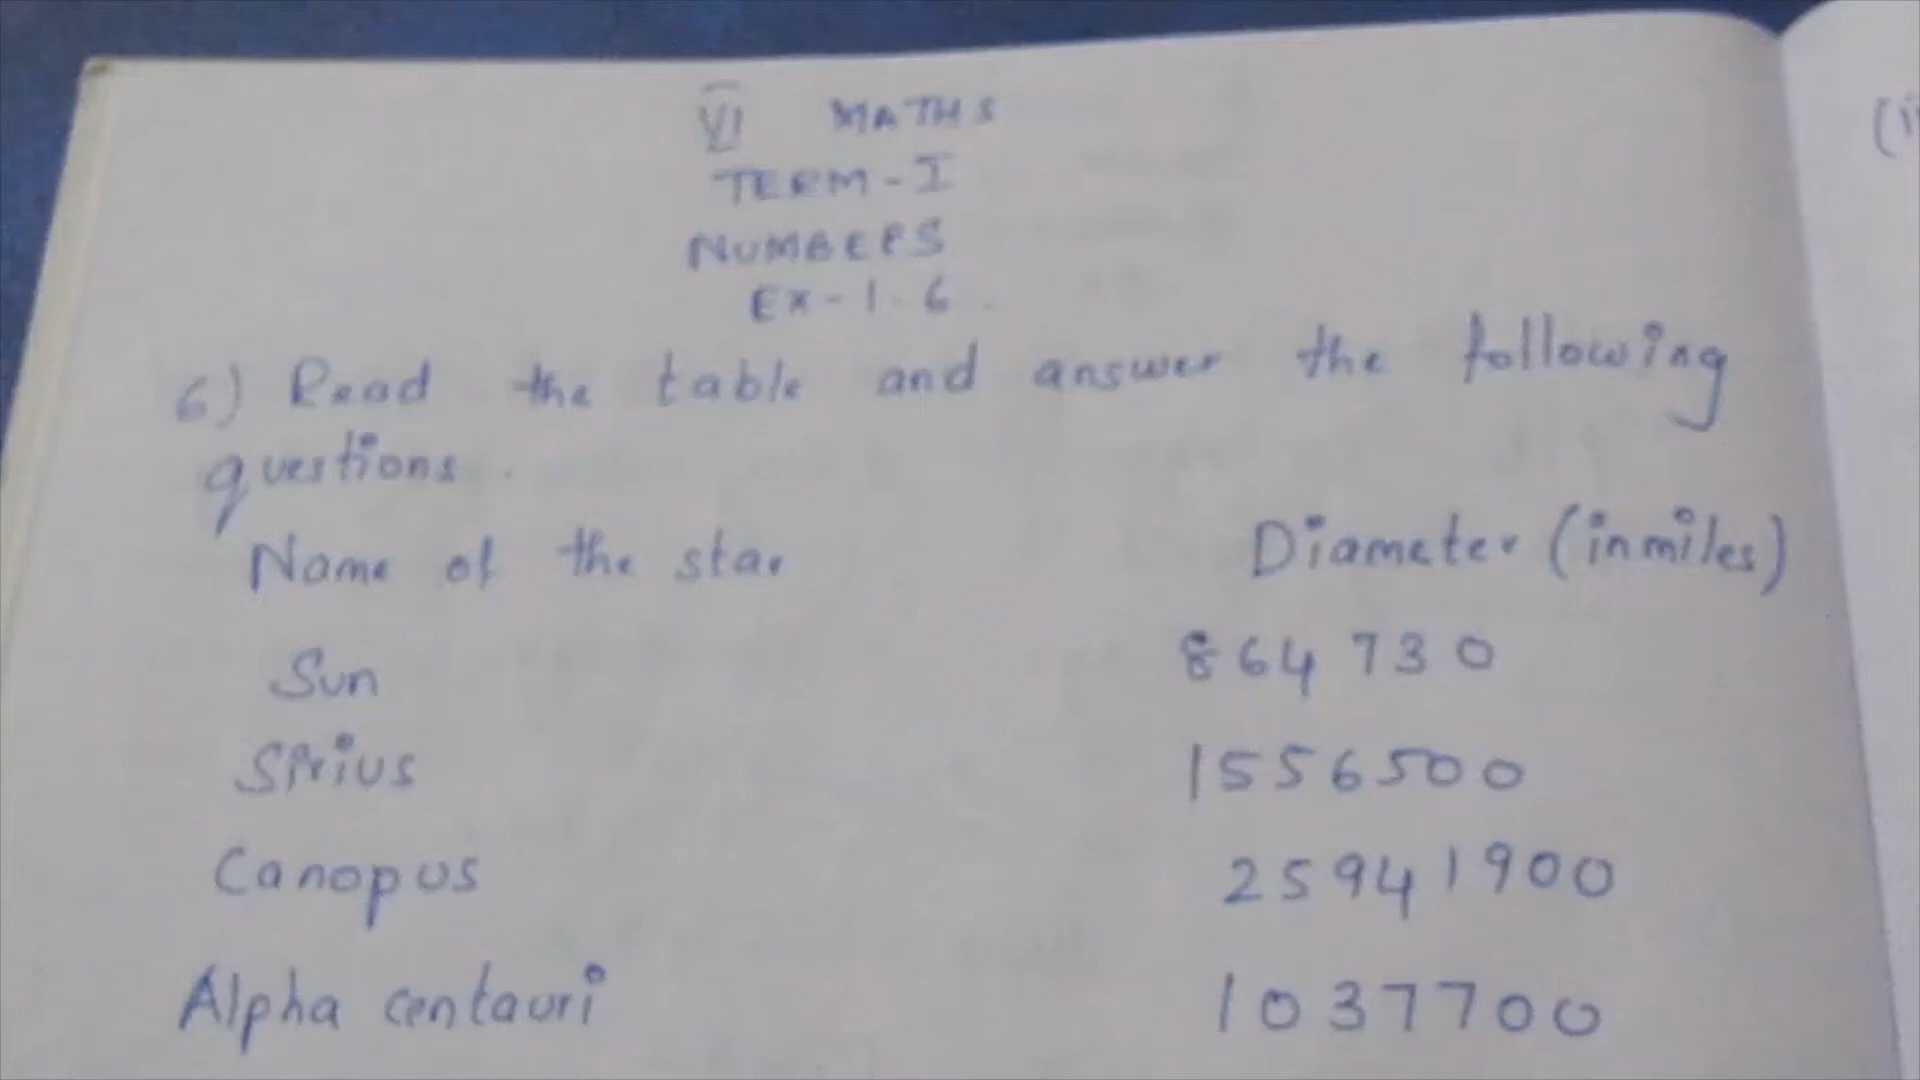 VI MATHS
TERM-I
NUMBERS
EX-1.6.
6) Read the table and answer the following
questions.
Name of the star Diameter (in miles)
Sun 864730
Sirius 1556500
Canopus 25941900
Alpha centauri 1037700